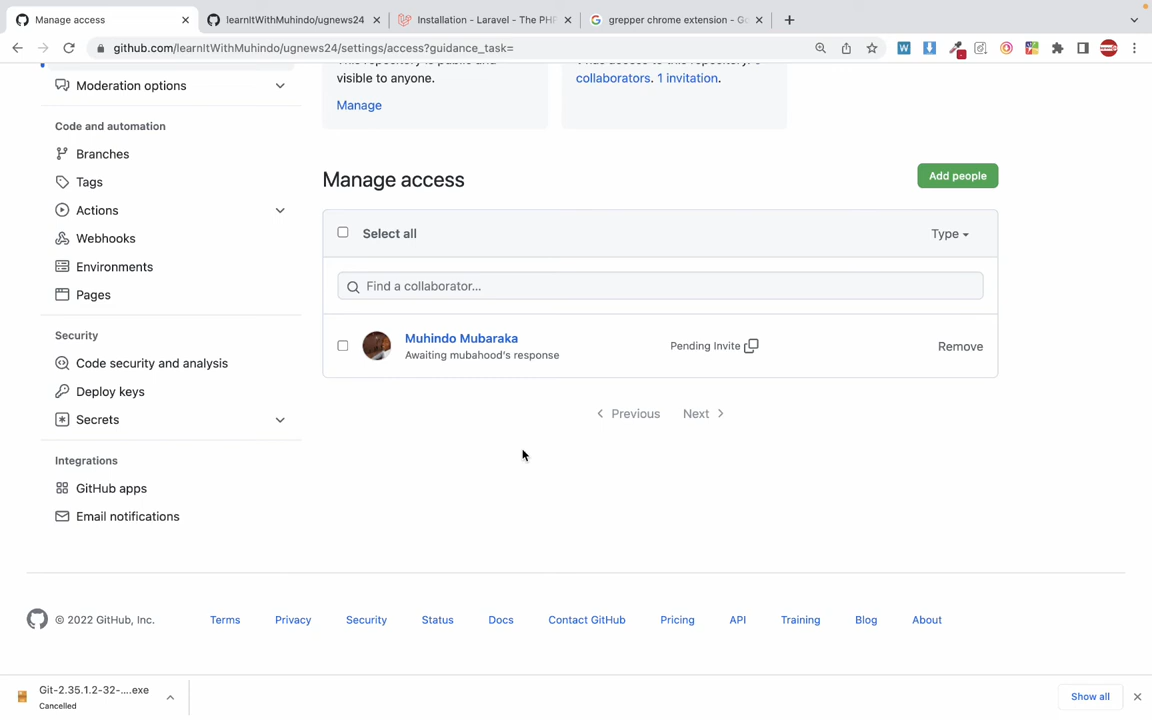 Manage access
learnItWithMuhindo/ugnews24
Installation - Laravel - The PHP
grepper chrome extension - Go
github.com/learnItWithMuhindo/ugnews24/settings/access?guidance_task=
visible to anyone.
Manage
collaborators. 1 invitation.
Moderation options
Code and automation
Branches
Tags
Actions
Webhooks
Environments
Pages
Security
Code security and analysis
Deploy keys
Secrets
Integrations
GitHub apps
Email notifications
Manage access
Add people
Select all
Type
Find a collaborator...
Muhindo Mubaraka
Awaiting mubahood's response
Pending Invite
Remove
Previous
Next
© 2022 GitHub, Inc.
Terms
Privacy
Security
Status
Docs
Contact GitHub
Pricing
API
Training
Blog
About
Git-2.35.1.2-32-....exe
Cancelled
Show all